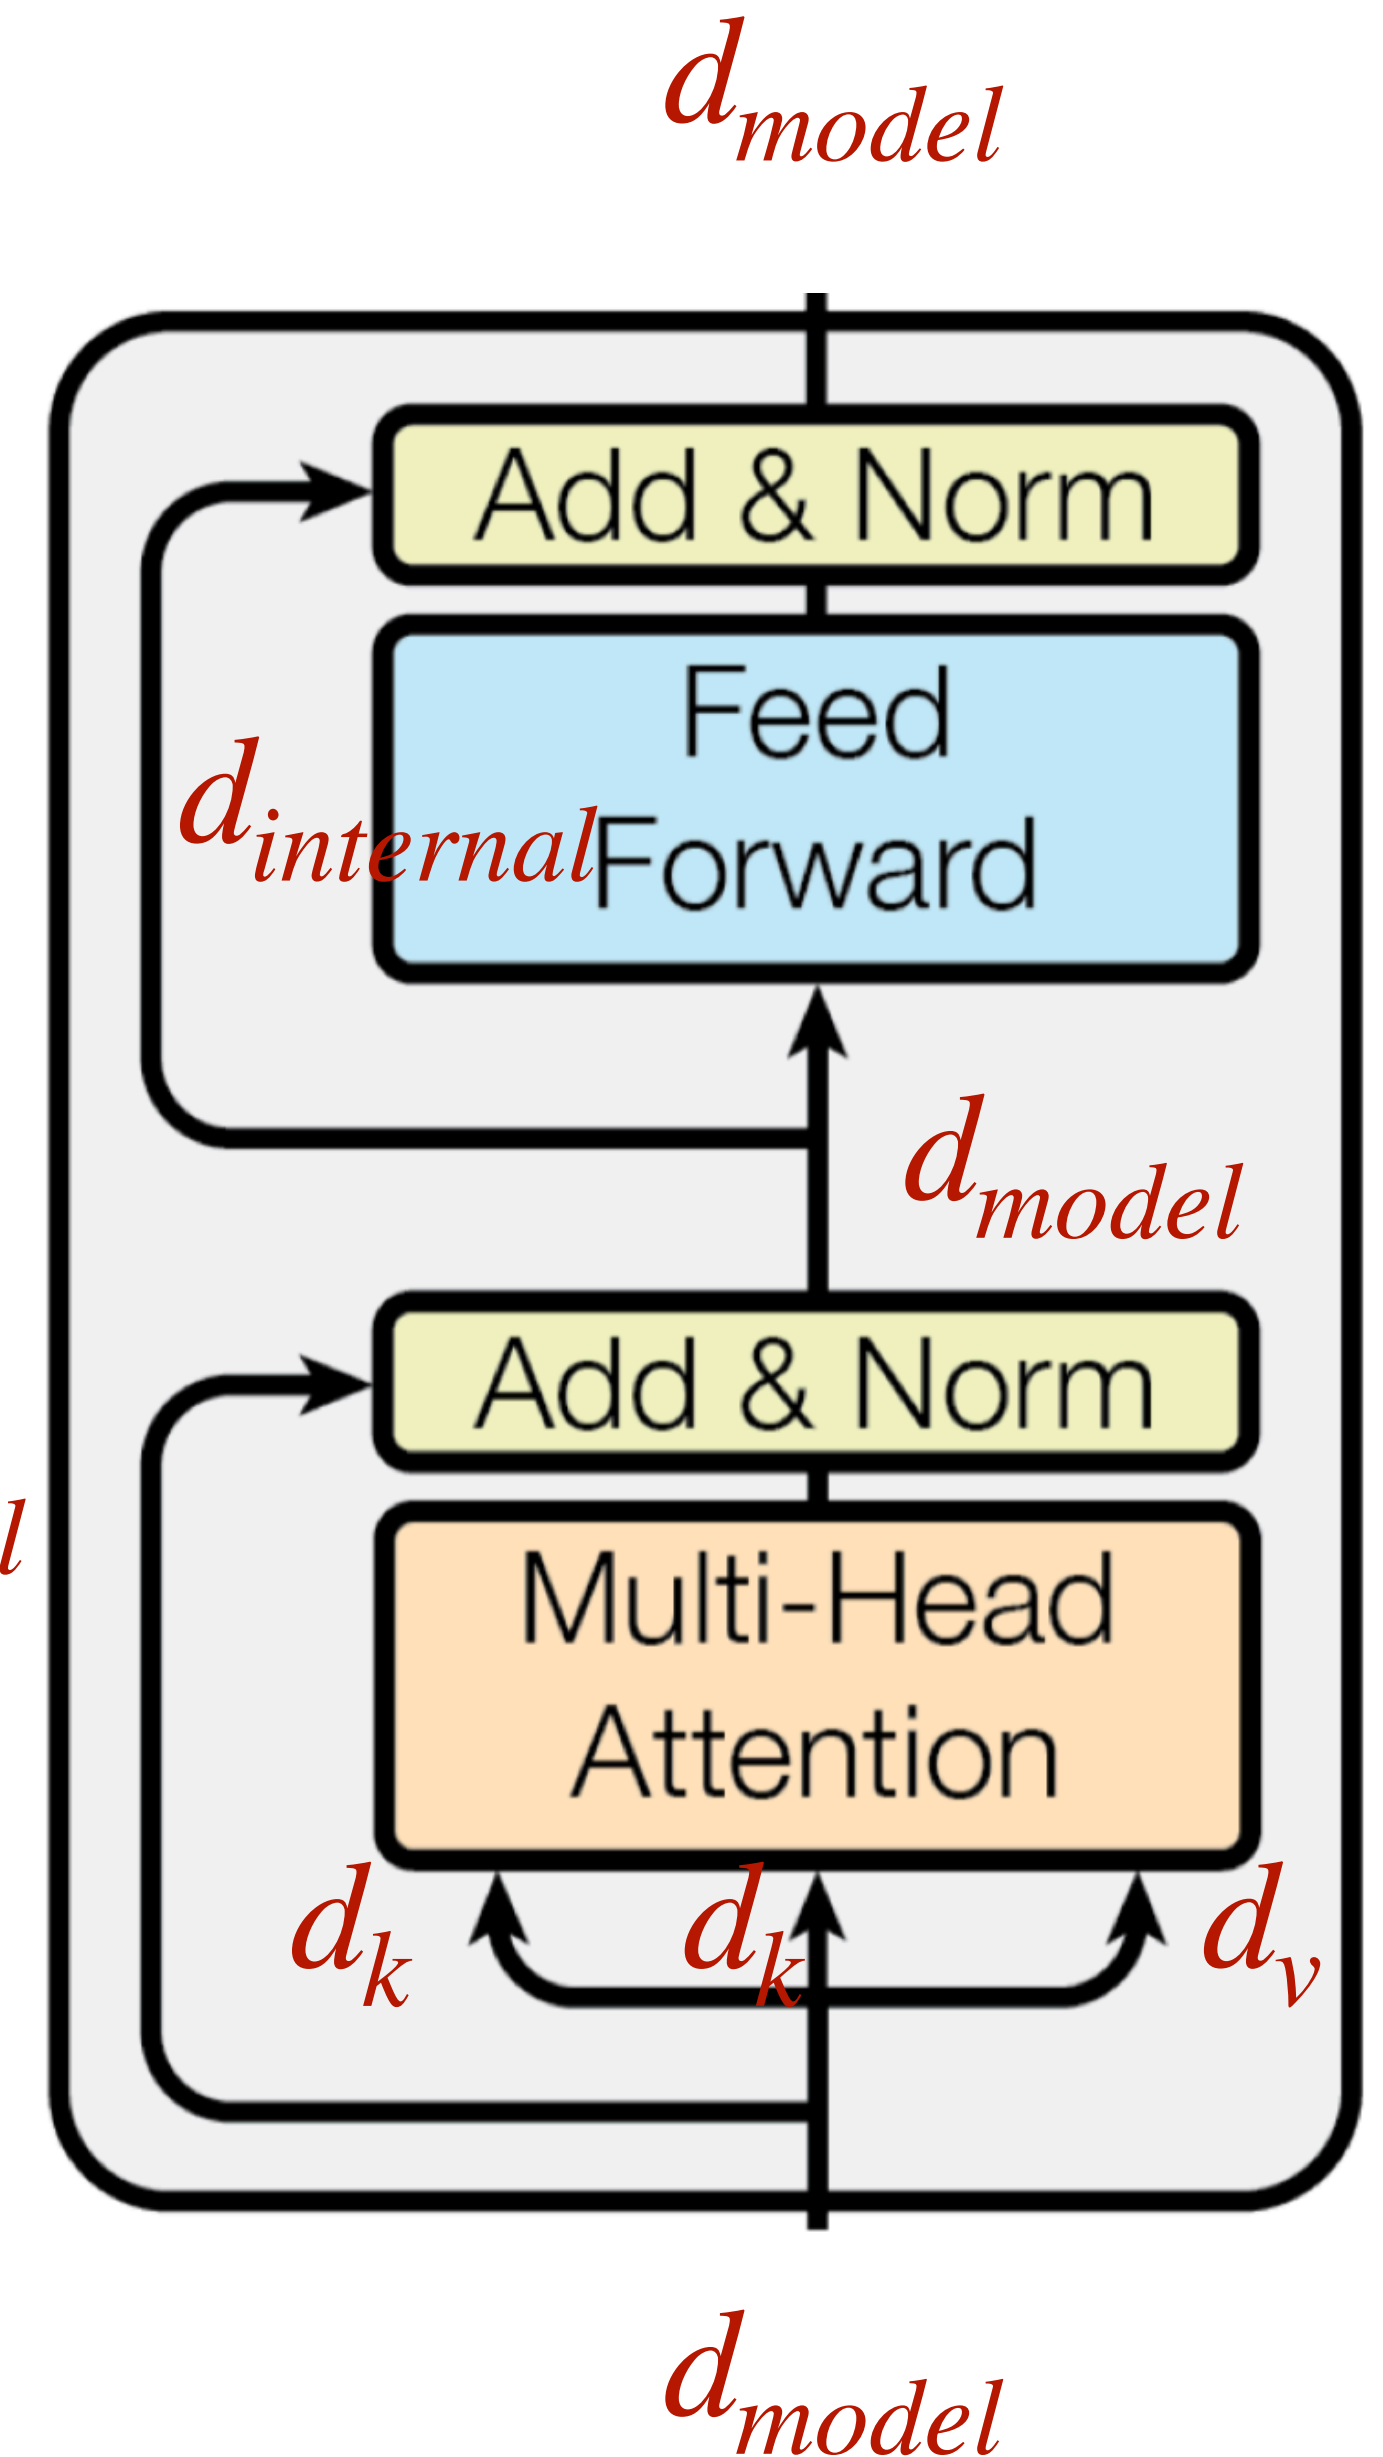 d_model
Add & Norm
Feed
d_internal
Forward
d_model
Add & Norm
l
Multi-Head
Attention
d_k d_k d_v
d_model